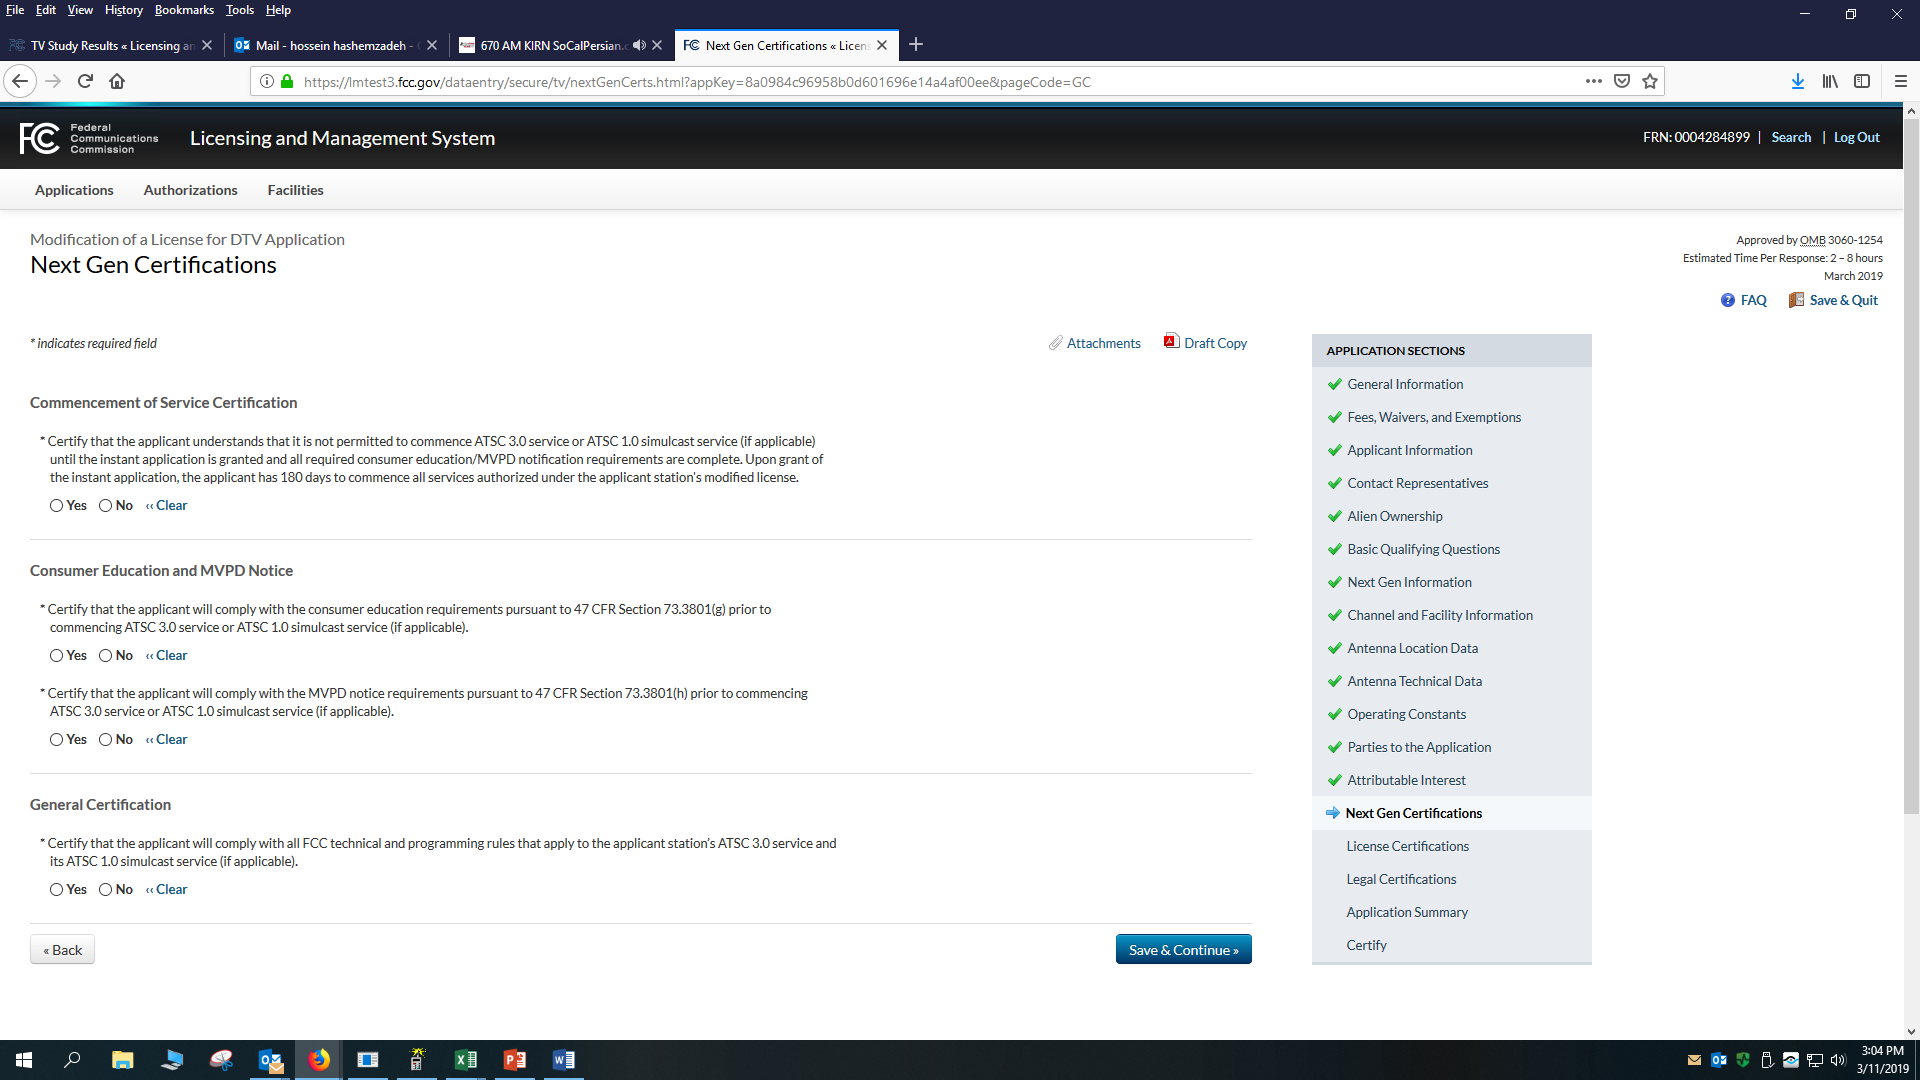 File Edit View History Bookmarks Tools Help
TV Study Results « Licensing an
Mail - hossein hashemzadeh -
670 AM KIRN SoCalPersian.
Next Gen Certifications « Licens
https://lmtest3.fcc.gov/dataentry/secure/tv/nextGenCerts.html?appKey=8a0984c96958b0d601696e14a4af00ee&pageCode=GC
FC Federal
Communications
Commission
Licensing and Management System
FRN: 0004284899 | Search | Log Out
Applications Authorizations Facilities
Modification of a License for DTV Application
Next Gen Certifications
Approved by OMB 3060-1254
Estimated Time Per Response: 2 – 8 hours
March 2019
FAQ Save & Quit
* indicates required field
Attachments Draft Copy
Commencement of Service Certification
* Certify that the applicant understands that it is not permitted to commence ATSC 3.0 service or ATSC 1.0 simulcast service (if applicable)
until the instant application is granted and all required consumer education/MVPD notification requirements are complete. Upon grant of
the instant application, the applicant has 180 days to commence all services authorized under the applicant station's modified license.
Yes No ‹‹ Clear
Consumer Education and MVPD Notice
* Certify that the applicant will comply with the consumer education requirements pursuant to 47 CFR Section 73.3801(g) prior to
commencing ATSC 3.0 service or ATSC 1.0 simulcast service (if applicable).
Yes No ‹‹ Clear
* Certify that the applicant will comply with the MVPD notice requirements pursuant to 47 CFR Section 73.3801(h) prior to commencing
ATSC 3.0 service or ATSC 1.0 simulcast service (if applicable).
Yes No ‹‹ Clear
General Certification
* Certify that the applicant will comply with all FCC technical and programming rules that apply to the applicant station's ATSC 3.0 service and
its ATSC 1.0 simulcast service (if applicable).
Yes No ‹‹ Clear
« Back
Save & Continue »
APPLICATION SECTIONS
General Information
Fees, Waivers, and Exemptions
Applicant Information
Contact Representatives
Alien Ownership
Basic Qualifying Questions
Next Gen Information
Channel and Facility Information
Antenna Location Data
Antenna Technical Data
Operating Constants
Parties to the Application
Attributable Interest
Next Gen Certifications
License Certifications
Legal Certifications
Application Summary
Certify
3:04 PM
3/11/2019